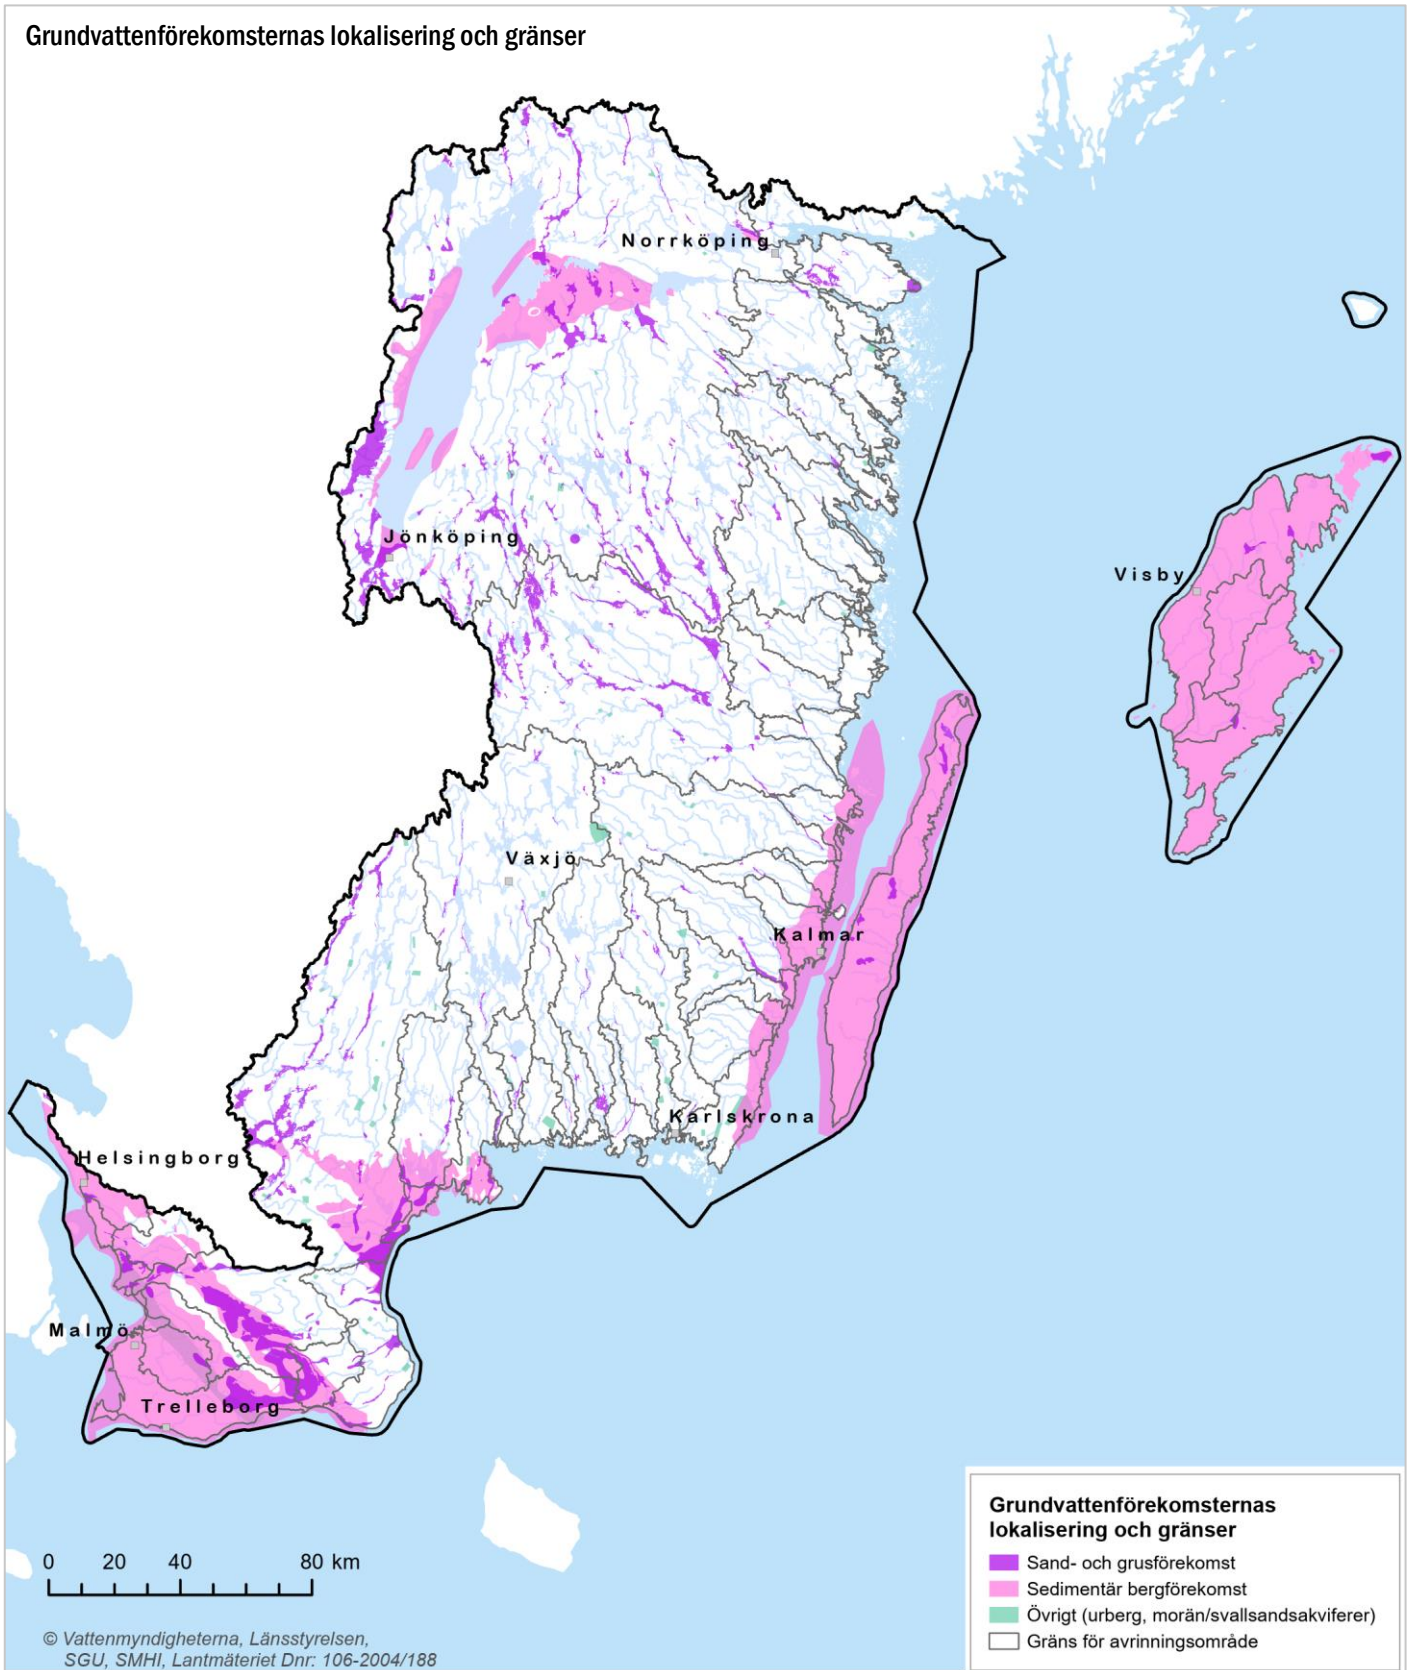 Grundvattenförekomsternas lokalisering och gränser
Norrköping
Jönköping
Visby
Växjö
Kalmar
Karlskrona
Helsingborg
Malmö
Trelleborg
Grundvattenförekomsternas
lokalisering och gränser
Sand- och grusförekomst
Sedimentär bergförekomst
Övrigt (urberg, morän/svallsandsakviferer)
Gräns för avrinningsområde
0 20 40 80 km
© Vattenmyndigheterna, Länsstyrelsen,
SGU, SMHI, Lantmäteriet Dnr: 106-2004/188